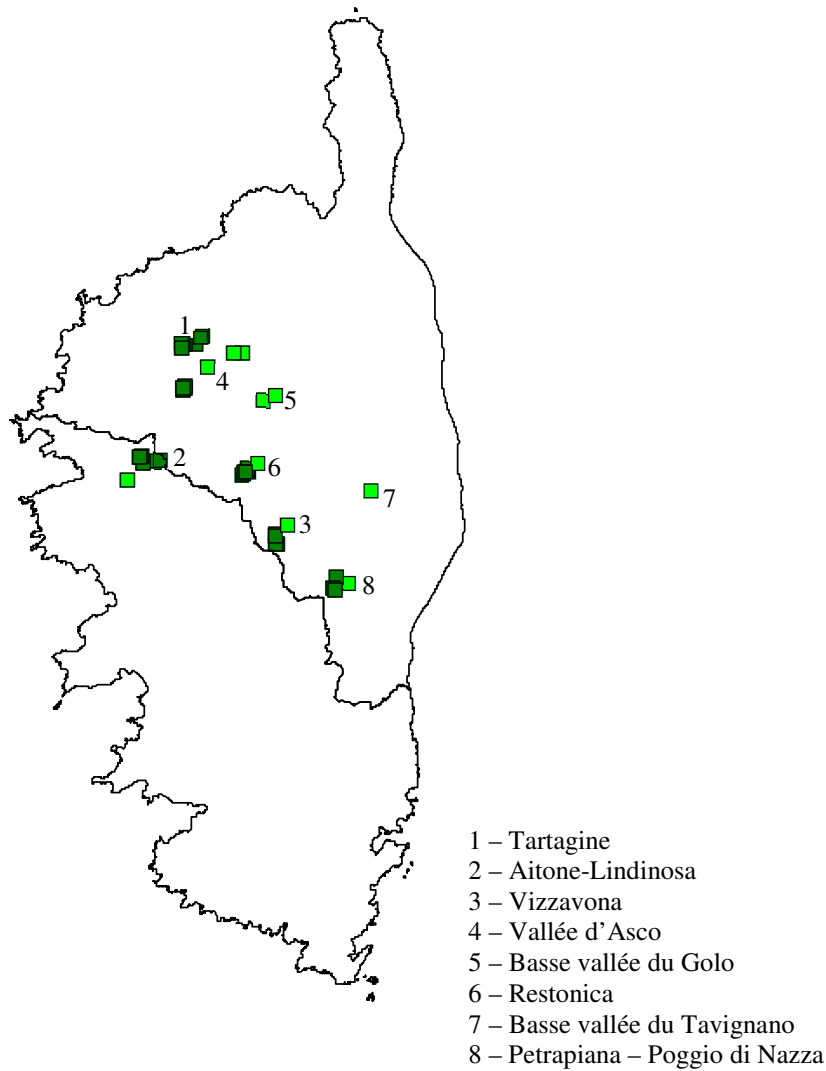 1
4
5
2
6
7
3
8
1 – Tartagine
2 – Aitone-Lindinosa
3 – Vizzavona
4 – Vallée d’Asco
5 – Basse vallée du Golo
6 – Restonica
7 – Basse vallée du Tavignano
8 – Petrapiana – Poggio di Nazza